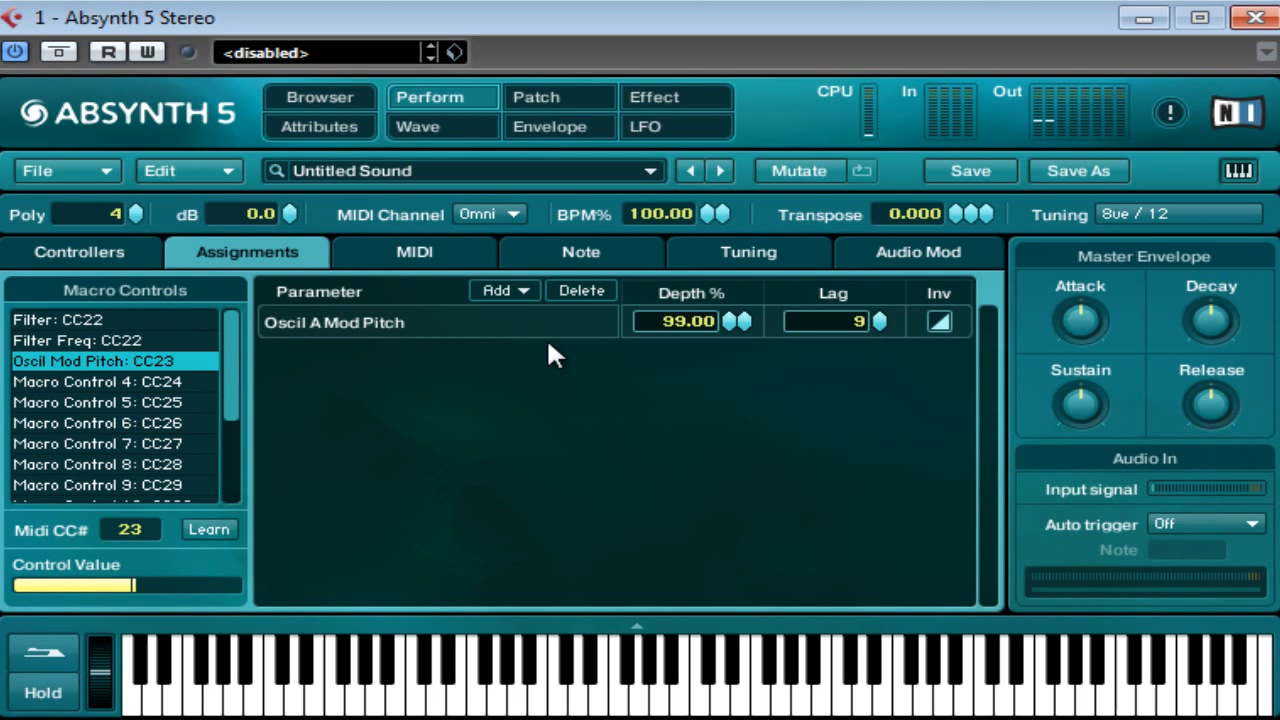 1 - Absynth 5 Stereo
R W <disabled>
ABSYNTH 5
Browser Perform Patch Effect
Attributes Wave Envelope LFO
CPU In Out
! NI
File Edit Untitled Sound Mutate Save Save As
Poly 4 dB 0.0 MIDI Channel Omni BPM% 100.00 Transpose 0.000 Tuning 8ve / 12
Controllers Assignments MIDI Note Tuning Audio Mod
Macro Controls
Filter: CC22
Filter Freq: CC22
Oscil Mod Pitch: CC23
Macro Control 4: CC24
Macro Control 5: CC25
Macro Control 6: CC26
Macro Control 7: CC27
Macro Control 8: CC28
Macro Control 9: CC29
Midi CC# 23 Learn
Control Value
Parameter Add Delete Depth % Lag Inv
Oscil A Mod Pitch 99.00 9
Master Envelope
Attack Decay
Sustain Release
Audio In
Input signal
Auto trigger Off
Note
Hold